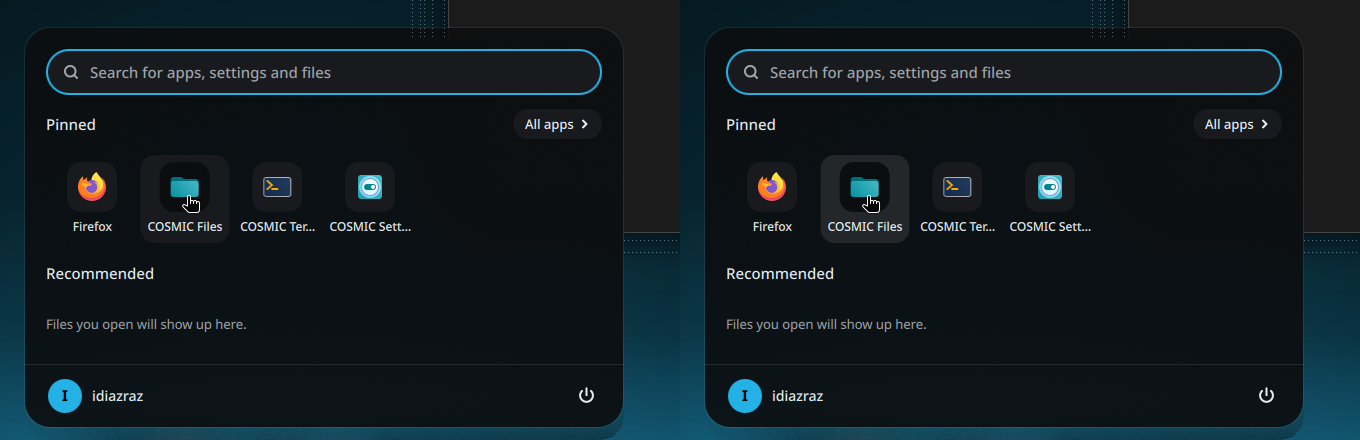 Search for apps, settings and files
Pinned
All apps
Firefox
COSMIC Files
COSMIC Ter...
COSMIC Sett...
Recommended
Files you open will show up here.
I
idiazraz
Search for apps, settings and files
Pinned
All apps
Firefox
COSMIC Files
COSMIC Ter...
COSMIC Sett...
Recommended
Files you open will show up here.
I
idiazraz